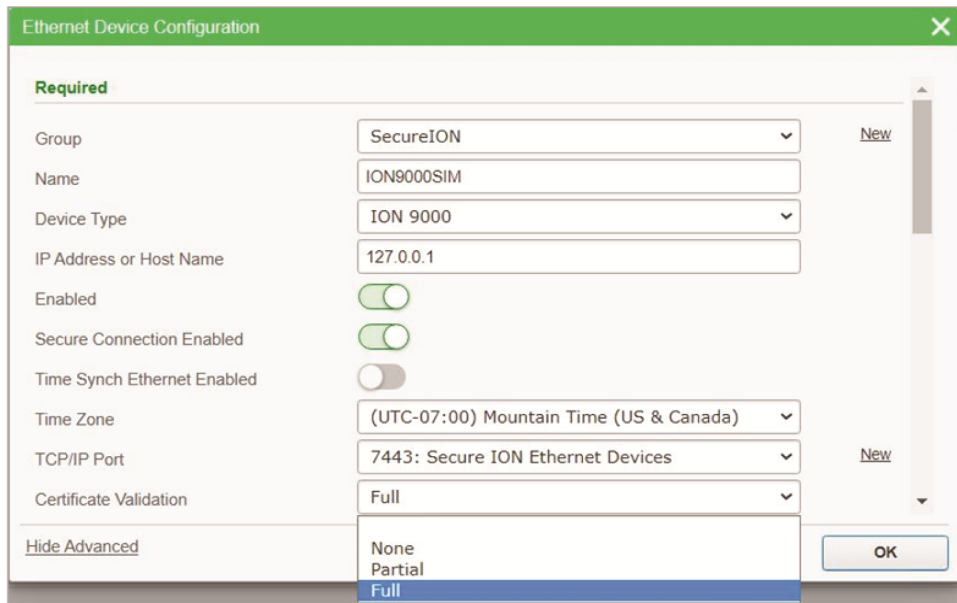 Ethernet Device Configuration
Required
Group SecureION New
Name ION9000SIM
Device Type ION 9000
IP Address or Host Name 127.0.0.1
Enabled
Secure Connection Enabled
Time Synch Ethernet Enabled
Time Zone (UTC-07:00) Mountain Time (US & Canada)
TCP/IP Port 7443: Secure ION Ethernet Devices New
Certificate Validation Full
Hide Advanced
None
Partial
Full
OK